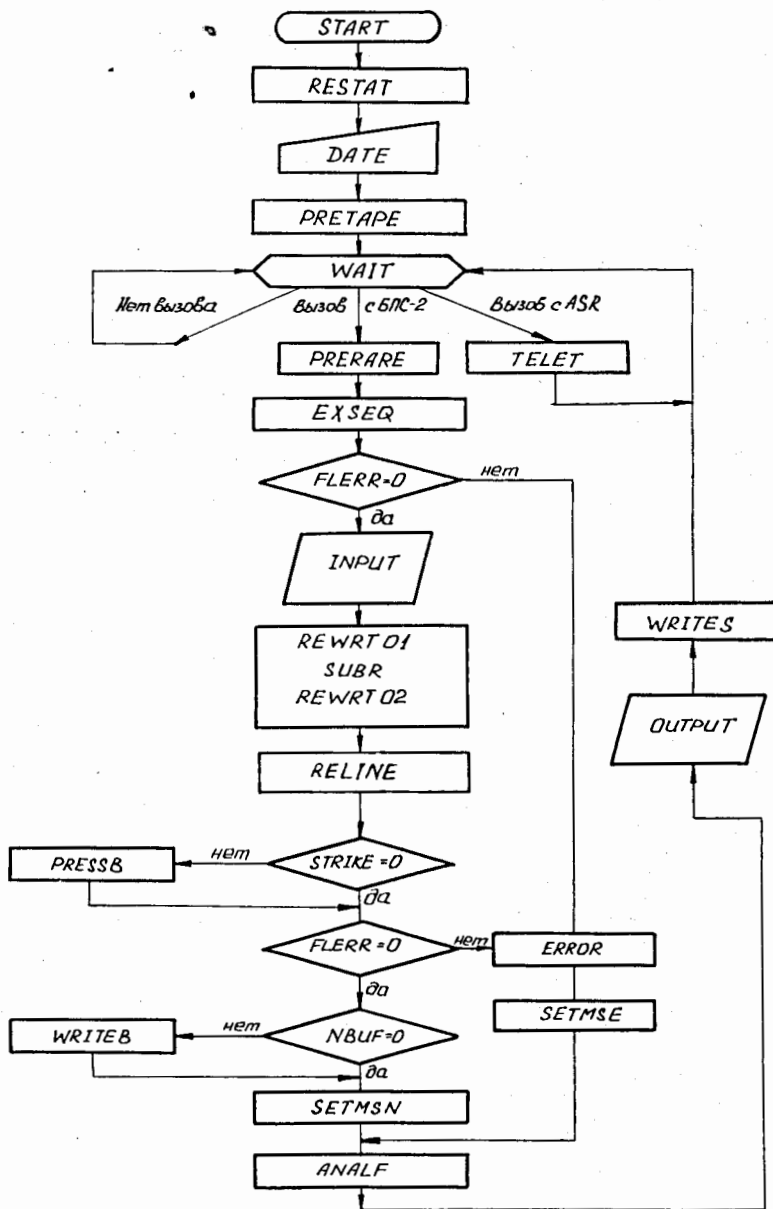 START
RESTAT
DATE
PRETAPE
WAIT
Нет вызова
Вызов с БПС-2
Вызов с ASR
PRERARE
TELET
EXSEQ
FLERR=0
нет
да
INPUT
REWRT 01
SUBR
REWRT 02
WRITES
OUTPUT
RELINE
PRESSB
нет
STRIKE=0
да
FLERR=0
нет
ERROR
да
SETMSE
WRITEB
нет
NBUF=0
да
SETMSN
ANALF